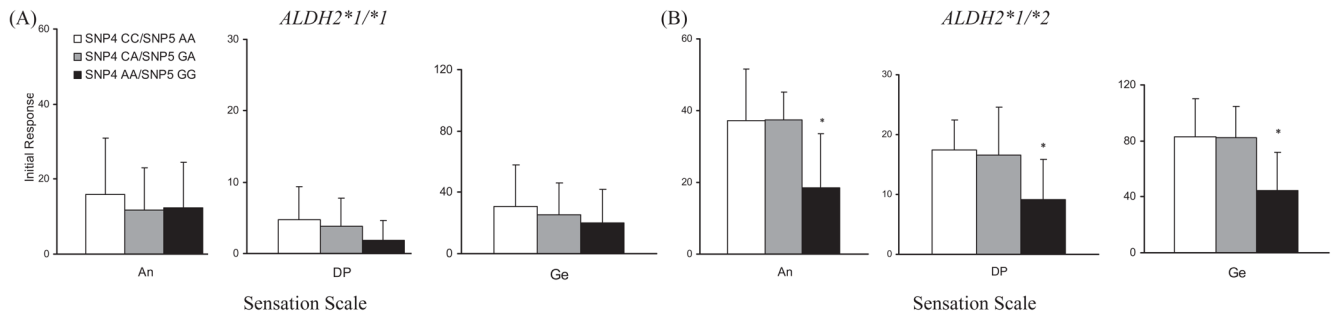 (A)
ALDH2*1/*1
SNP4 CC/SNP5 AA
SNP4 CA/SNP5 GA
SNP4 AA/SNP5 GG
Initial Response
60
40
20
0
An
30
20
10
0
DP
120
80
40
0
Ge
Sensation Scale
(B)
ALDH2*1/*2
60
40
20
0
*
An
30
20
10
0
*
DP
120
80
40
0
*
Ge
Sensation Scale